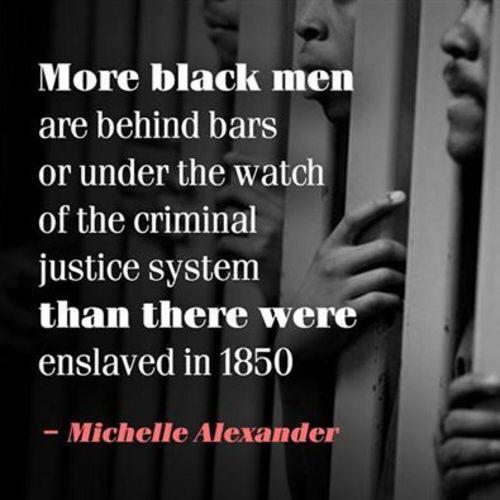 More black men
are behind bars
or under the watch
of the criminal
justice system
than there were
enslaved in 1850
– Michelle Alexander